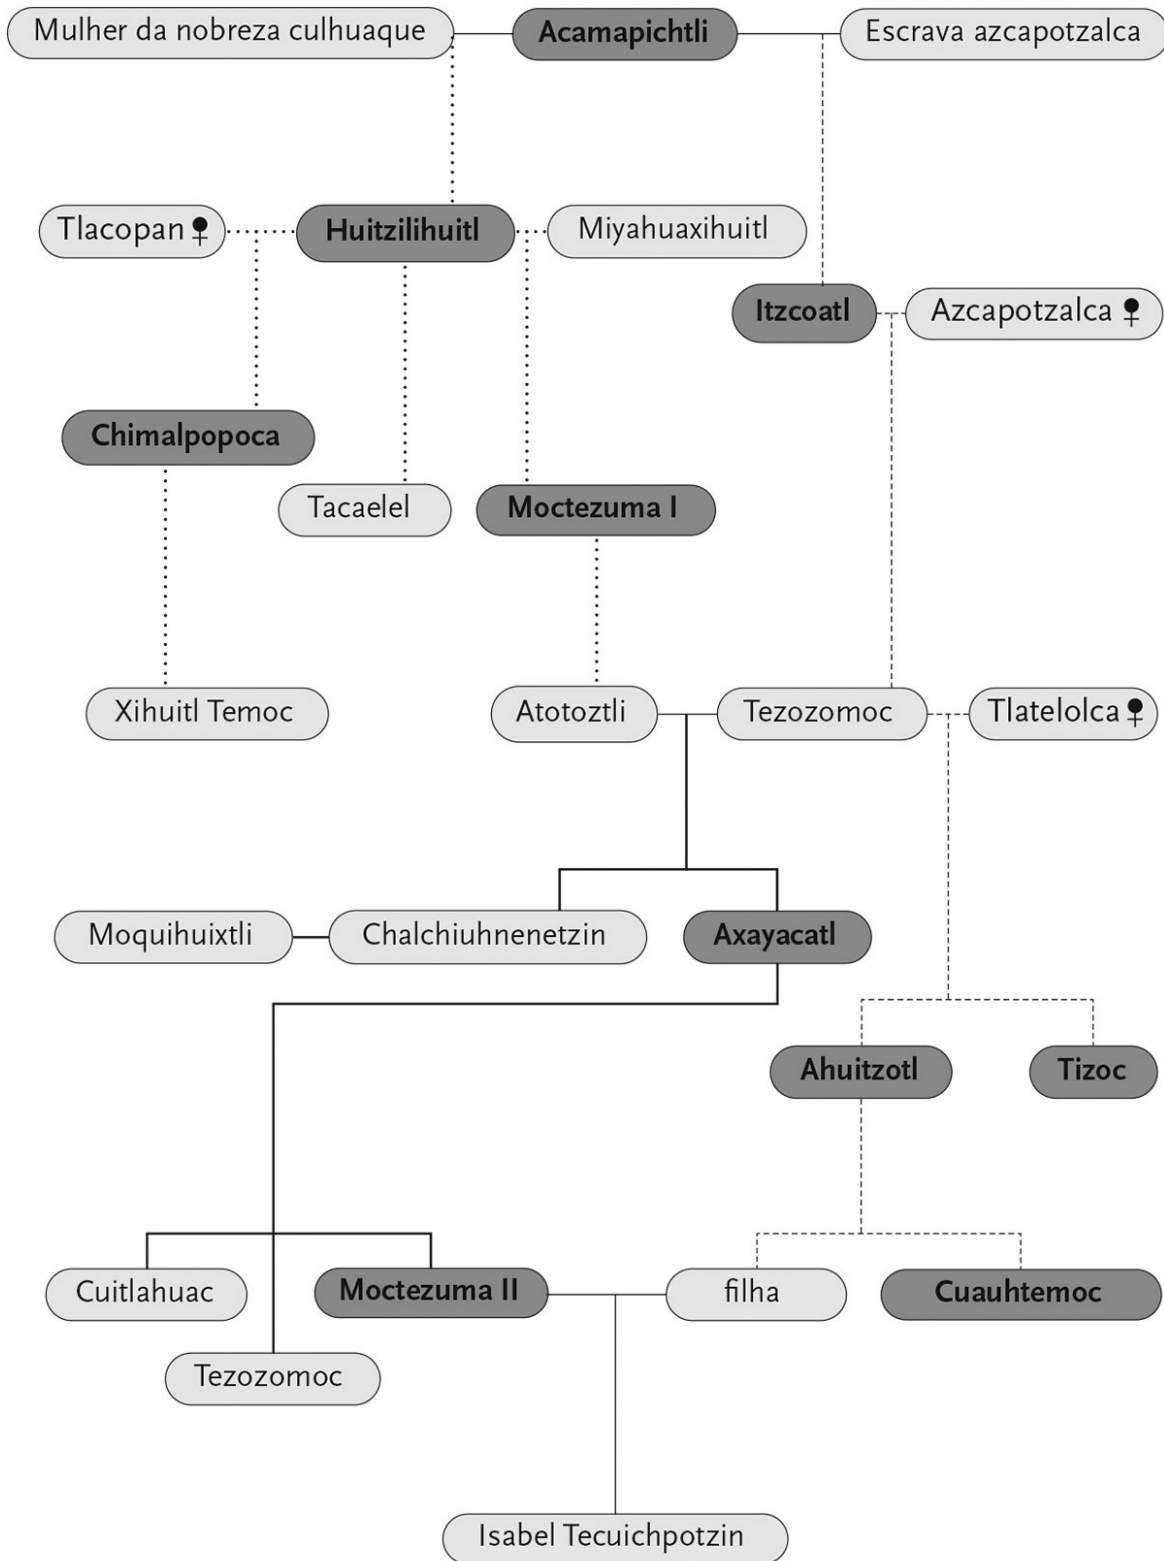 Mulher da nobreza culhuaque
Acamapichtli
Escrava azcapotzalca
Tlacopan
Huitzilihuitl
Miyahuaxihuitl
Itzcoatl
Azcapotzalca
Chimalpopoca
Tacaelel
Moctezuma I
Xihuitl Temoc
Atotoztli
Tezozomoc
Tlatelolca
Moquihuixtli
Chalchiuhnenetzin
Axayacatl
Ahuitzotl
Tizoc
Cuitlahuac
Moctezuma II
filha
Cuauhtemoc
Tezozomoc
Isabel Tecuichpotzin